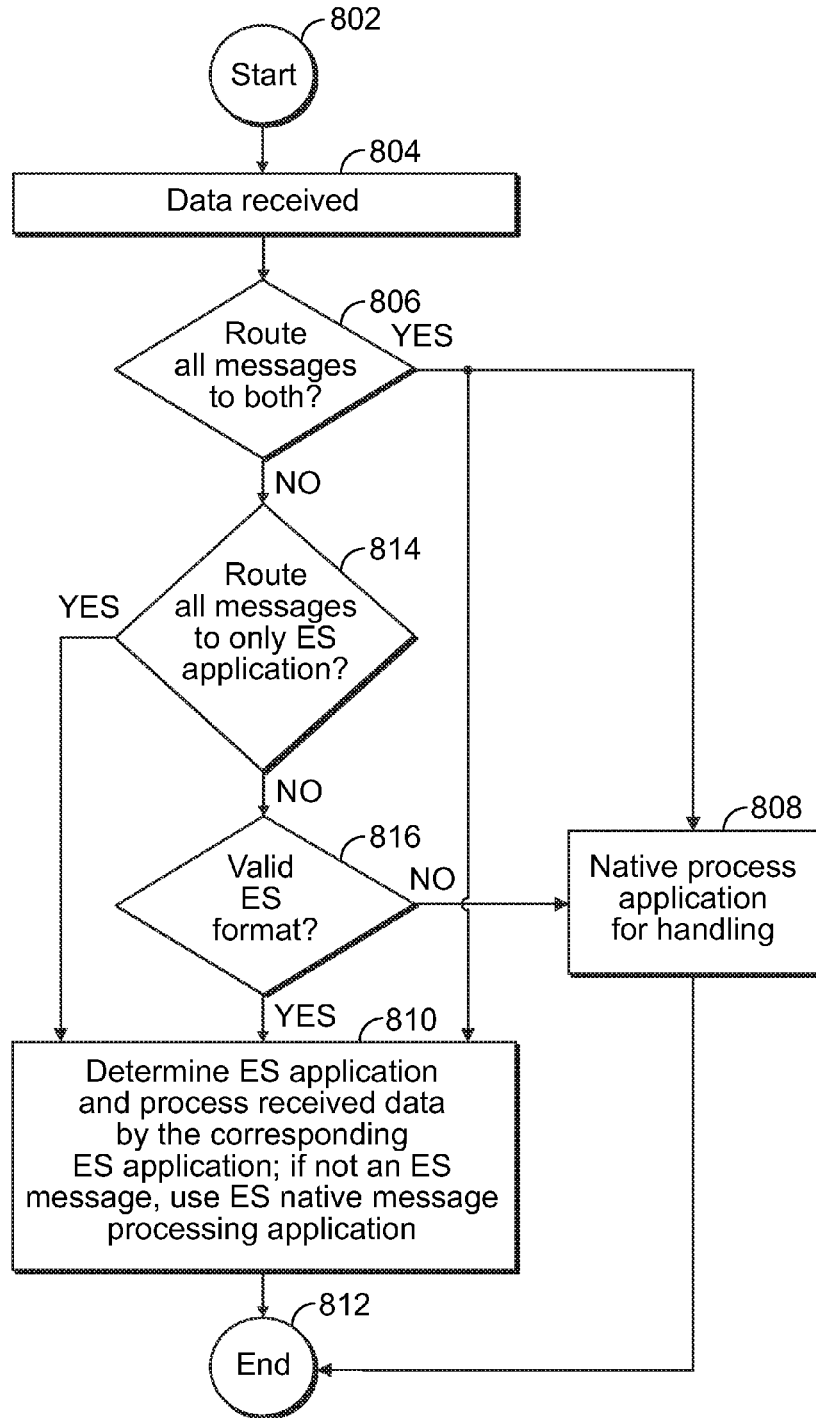 802
Start
804
Data received
806
Route
all messages
to both?
YES
NO
814
Route
all messages
to only ES
application?
YES
NO
816
Valid
ES
format?
NO
YES
808
Native process
application
for handling
810
Determine ES application
and process received data
by the corresponding
ES application; if not an ES
message, use ES native message
processing application
812
End